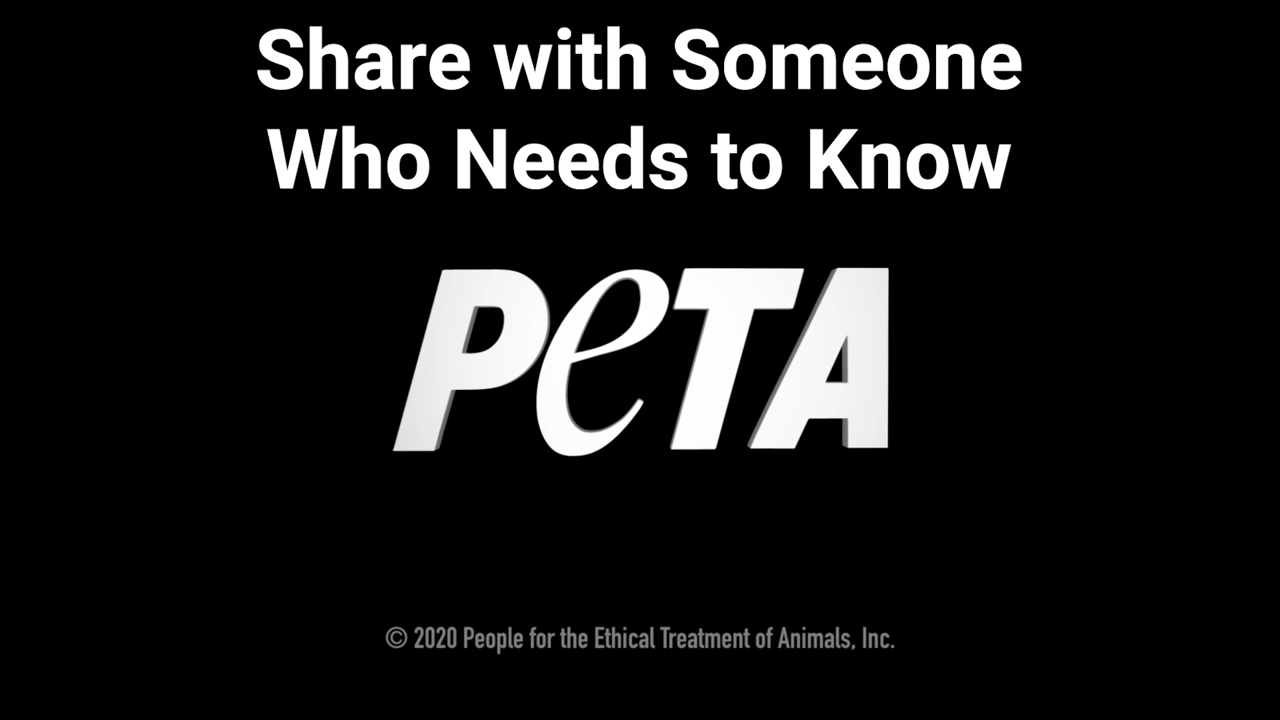 Share with Someone
Who Needs to Know
PeTA
© 2020 People for the Ethical Treatment of Animals, Inc.